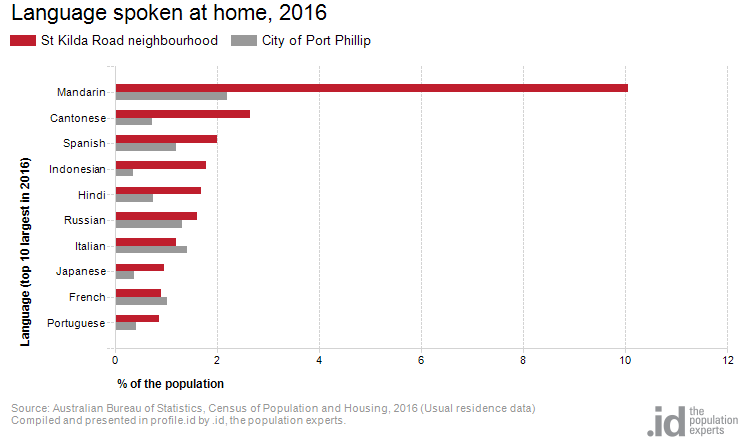 Language spoken at home, 2016
St Kilda Road neighbourhood
City of Port Phillip
Language (top 10 largest in 2016)
Mandarin
Cantonese
Spanish
Indonesian
Hindi
Russian
Italian
Japanese
French
Portuguese
0 2 4 6 8 10 12
% of the population
Source: Australian Bureau of Statistics, Census of Population and Housing, 2016 (Usual residence data)
Compiled and presented in profile.id by .id, the population experts.
.id the
population
experts